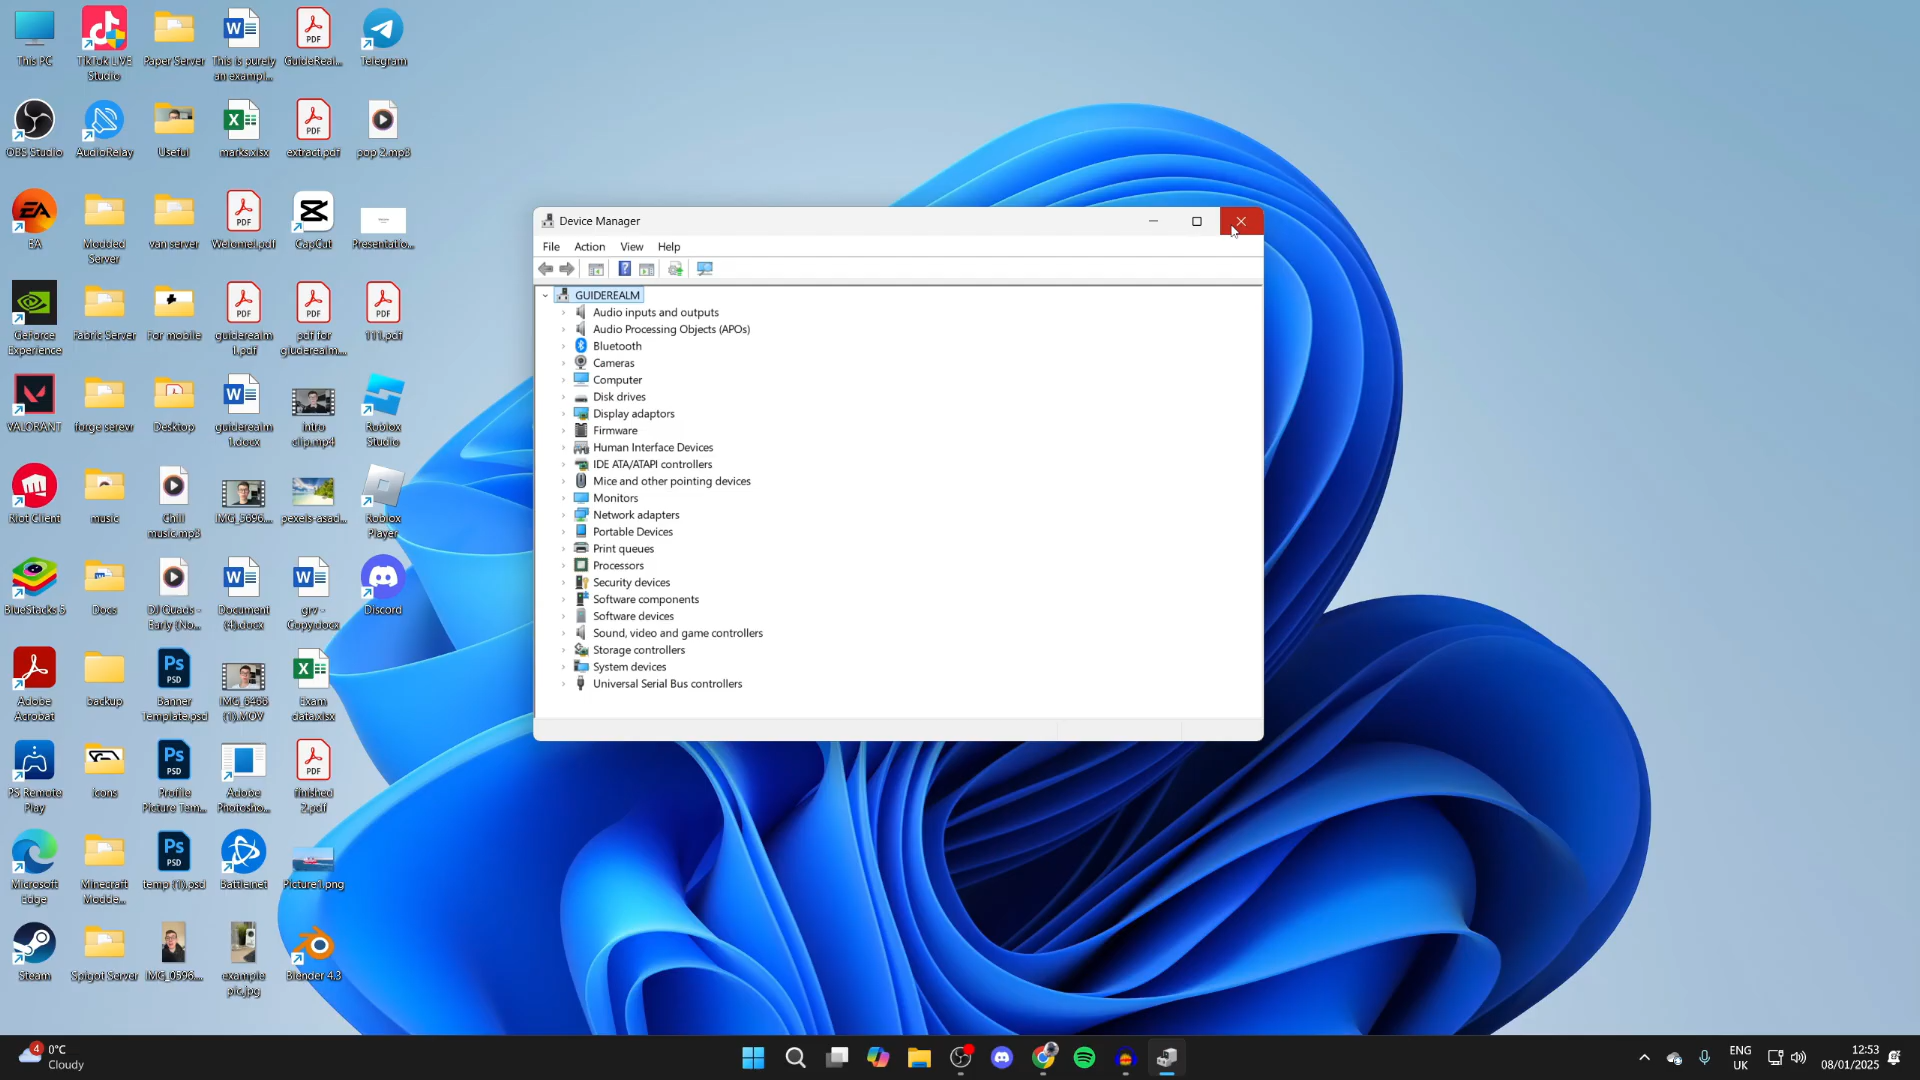 This PC
TikTok LIVE
Studio
Paper Server
This is purely
an exampl...
GuideReal...
Telegram
OBS Studio
AudioRelay
Useful
marks.xlsx
extract.pdf
pop 2.mp3
EA
Modded
Server
van server
Welome!.pdf
CapCut
Presentatio...
GeForce
Experience
Fabric Server
For mobile
guiderealm
1.pdf
pdf for
gluderealm...
111.pdf
VALORANT
forge serevr
Desktop
guiderealm
1.docx
intro
clip.mp4
Roblox
Studio
Riot Client
music
Chill
music.mp3
IMG_5696...
pexels-asad...
Roblox
Player
BlueStacks 5
Docs
DJ Quads -
Early (No...
Document
(4).docx
grv -
Copy.docx
Discord
Adobe
Acrobat
backup
Banner
Template.psd
IMG_6466
(1).MOV
Exam
data.xlsx
PS Remote
Play
icons
Profile
Picture Tem...
Adobe
Photosho...
finished
2.pdf
Microsoft
Edge
Minecraft
Modde...
temp (1).psd
Battle.net
Picture1.png
Steam
Spigot Server
IMG_0596....
example
pic.jpg
Blender 4.3
Device Manager
File Action View Help
GUIDEREALM
Audio inputs and outputs
Audio Processing Objects (APOs)
Bluetooth
Cameras
Computer
Disk drives
Display adaptors
Firmware
Human Interface Devices
IDE ATA/ATAPI controllers
Mice and other pointing devices
Monitors
Network adapters
Portable Devices
Print queues
Processors
Security devices
Software components
Software devices
Sound, video and game controllers
Storage controllers
System devices
Universal Serial Bus controllers
4
0°C
Cloudy
ENG
UK
12:53
08/01/2025